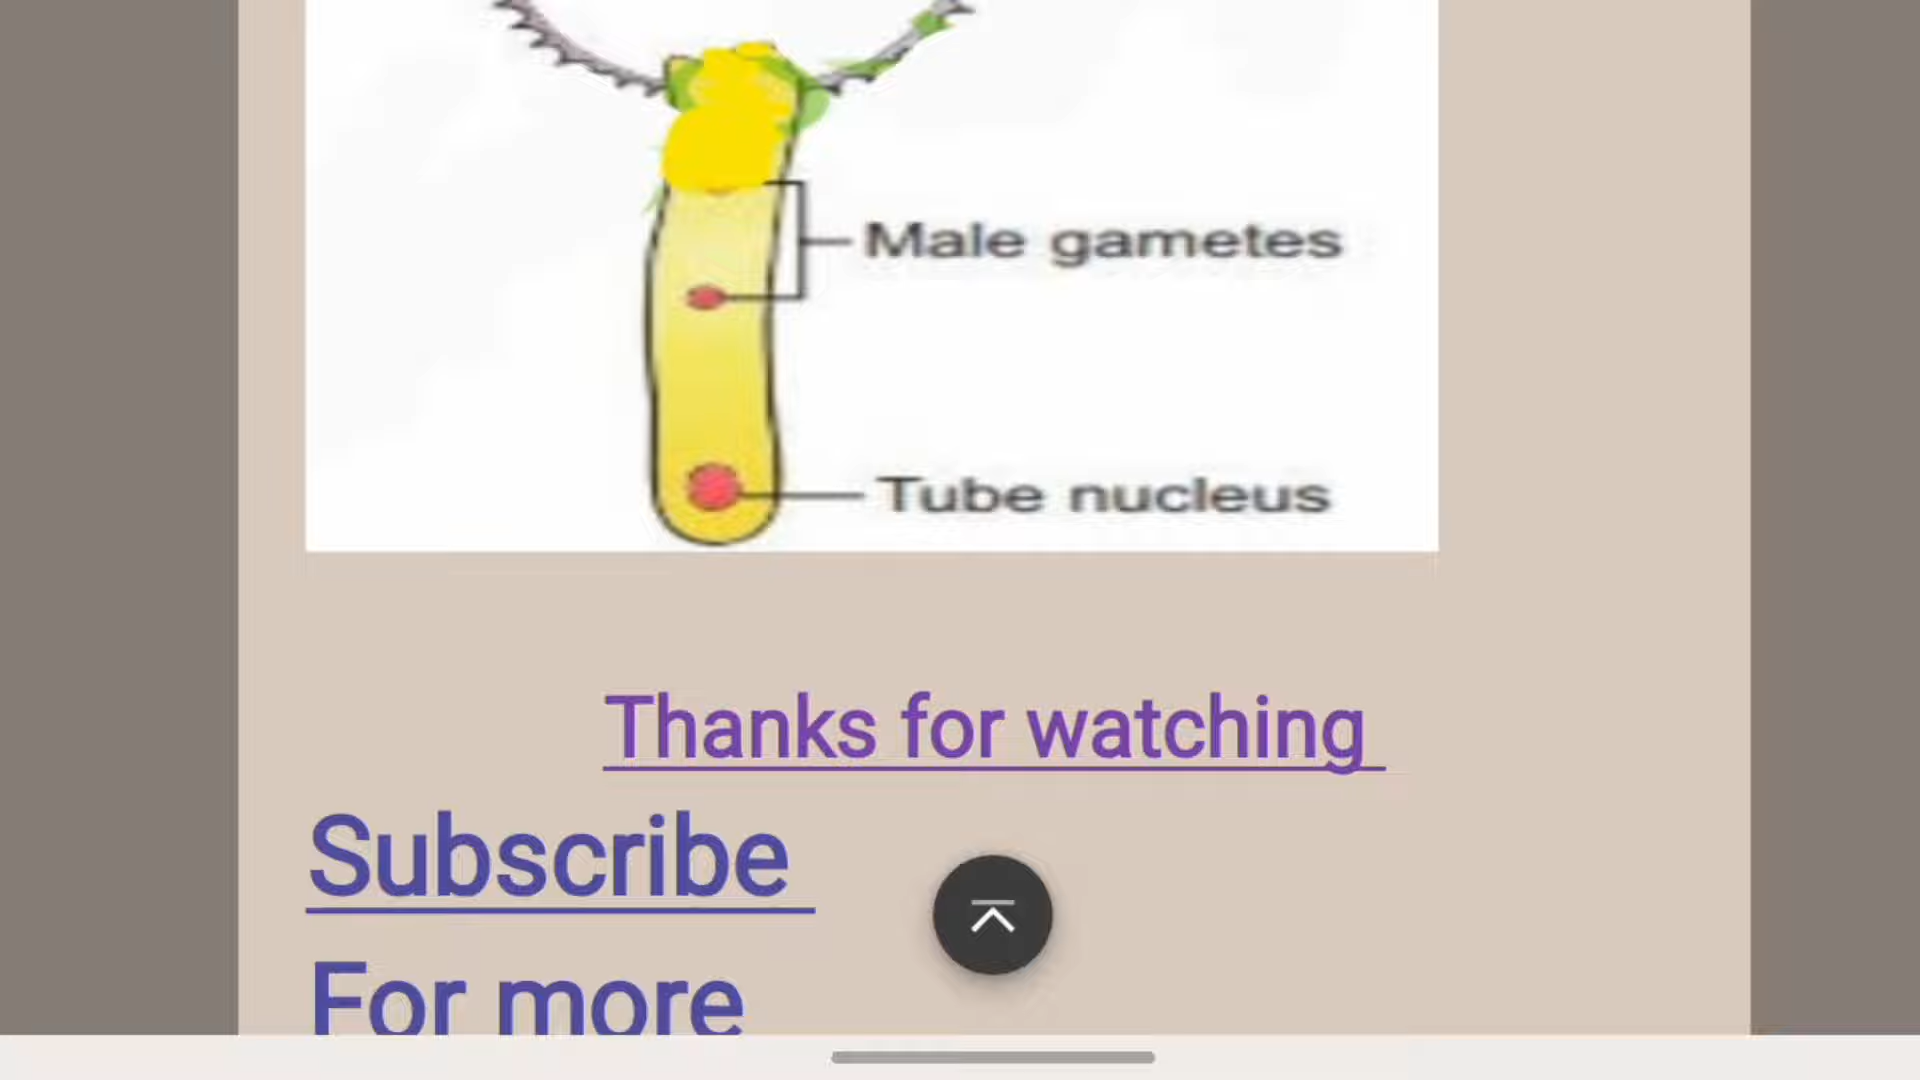 Male gametes
Tube nucleus
Thanks for watching
Subscribe
For more